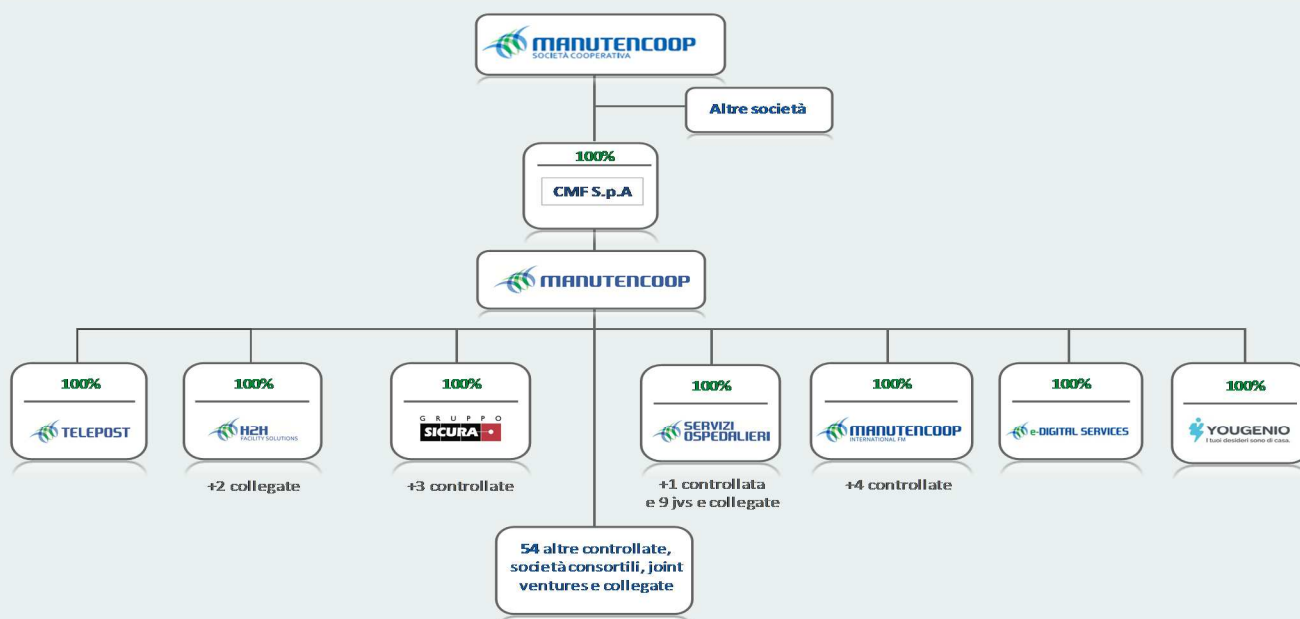 MANUTENCOOP
SOCIETÀ COOPERATIVA
Altre società
100%
CMF S.p.A
MANUTENCOOP
100%
TELEPOST
100%
H2H
FACILITY SOLUTIONS
+2 collegate
100%
GRUPPO
SICURA
+3 controllate
100%
SERVIZI
OSPEDALIERI
+1 controllata
e 9 jvs e collegate
100%
MANUTENCOOP
INTERNATIONAL FM
+4 controllate
100%
e-DIGITAL SERVICES
100%
YOUGENIO
I tuoi desideri sono di casa.
54 altre controllate,
società consortili, joint
ventures e collegate